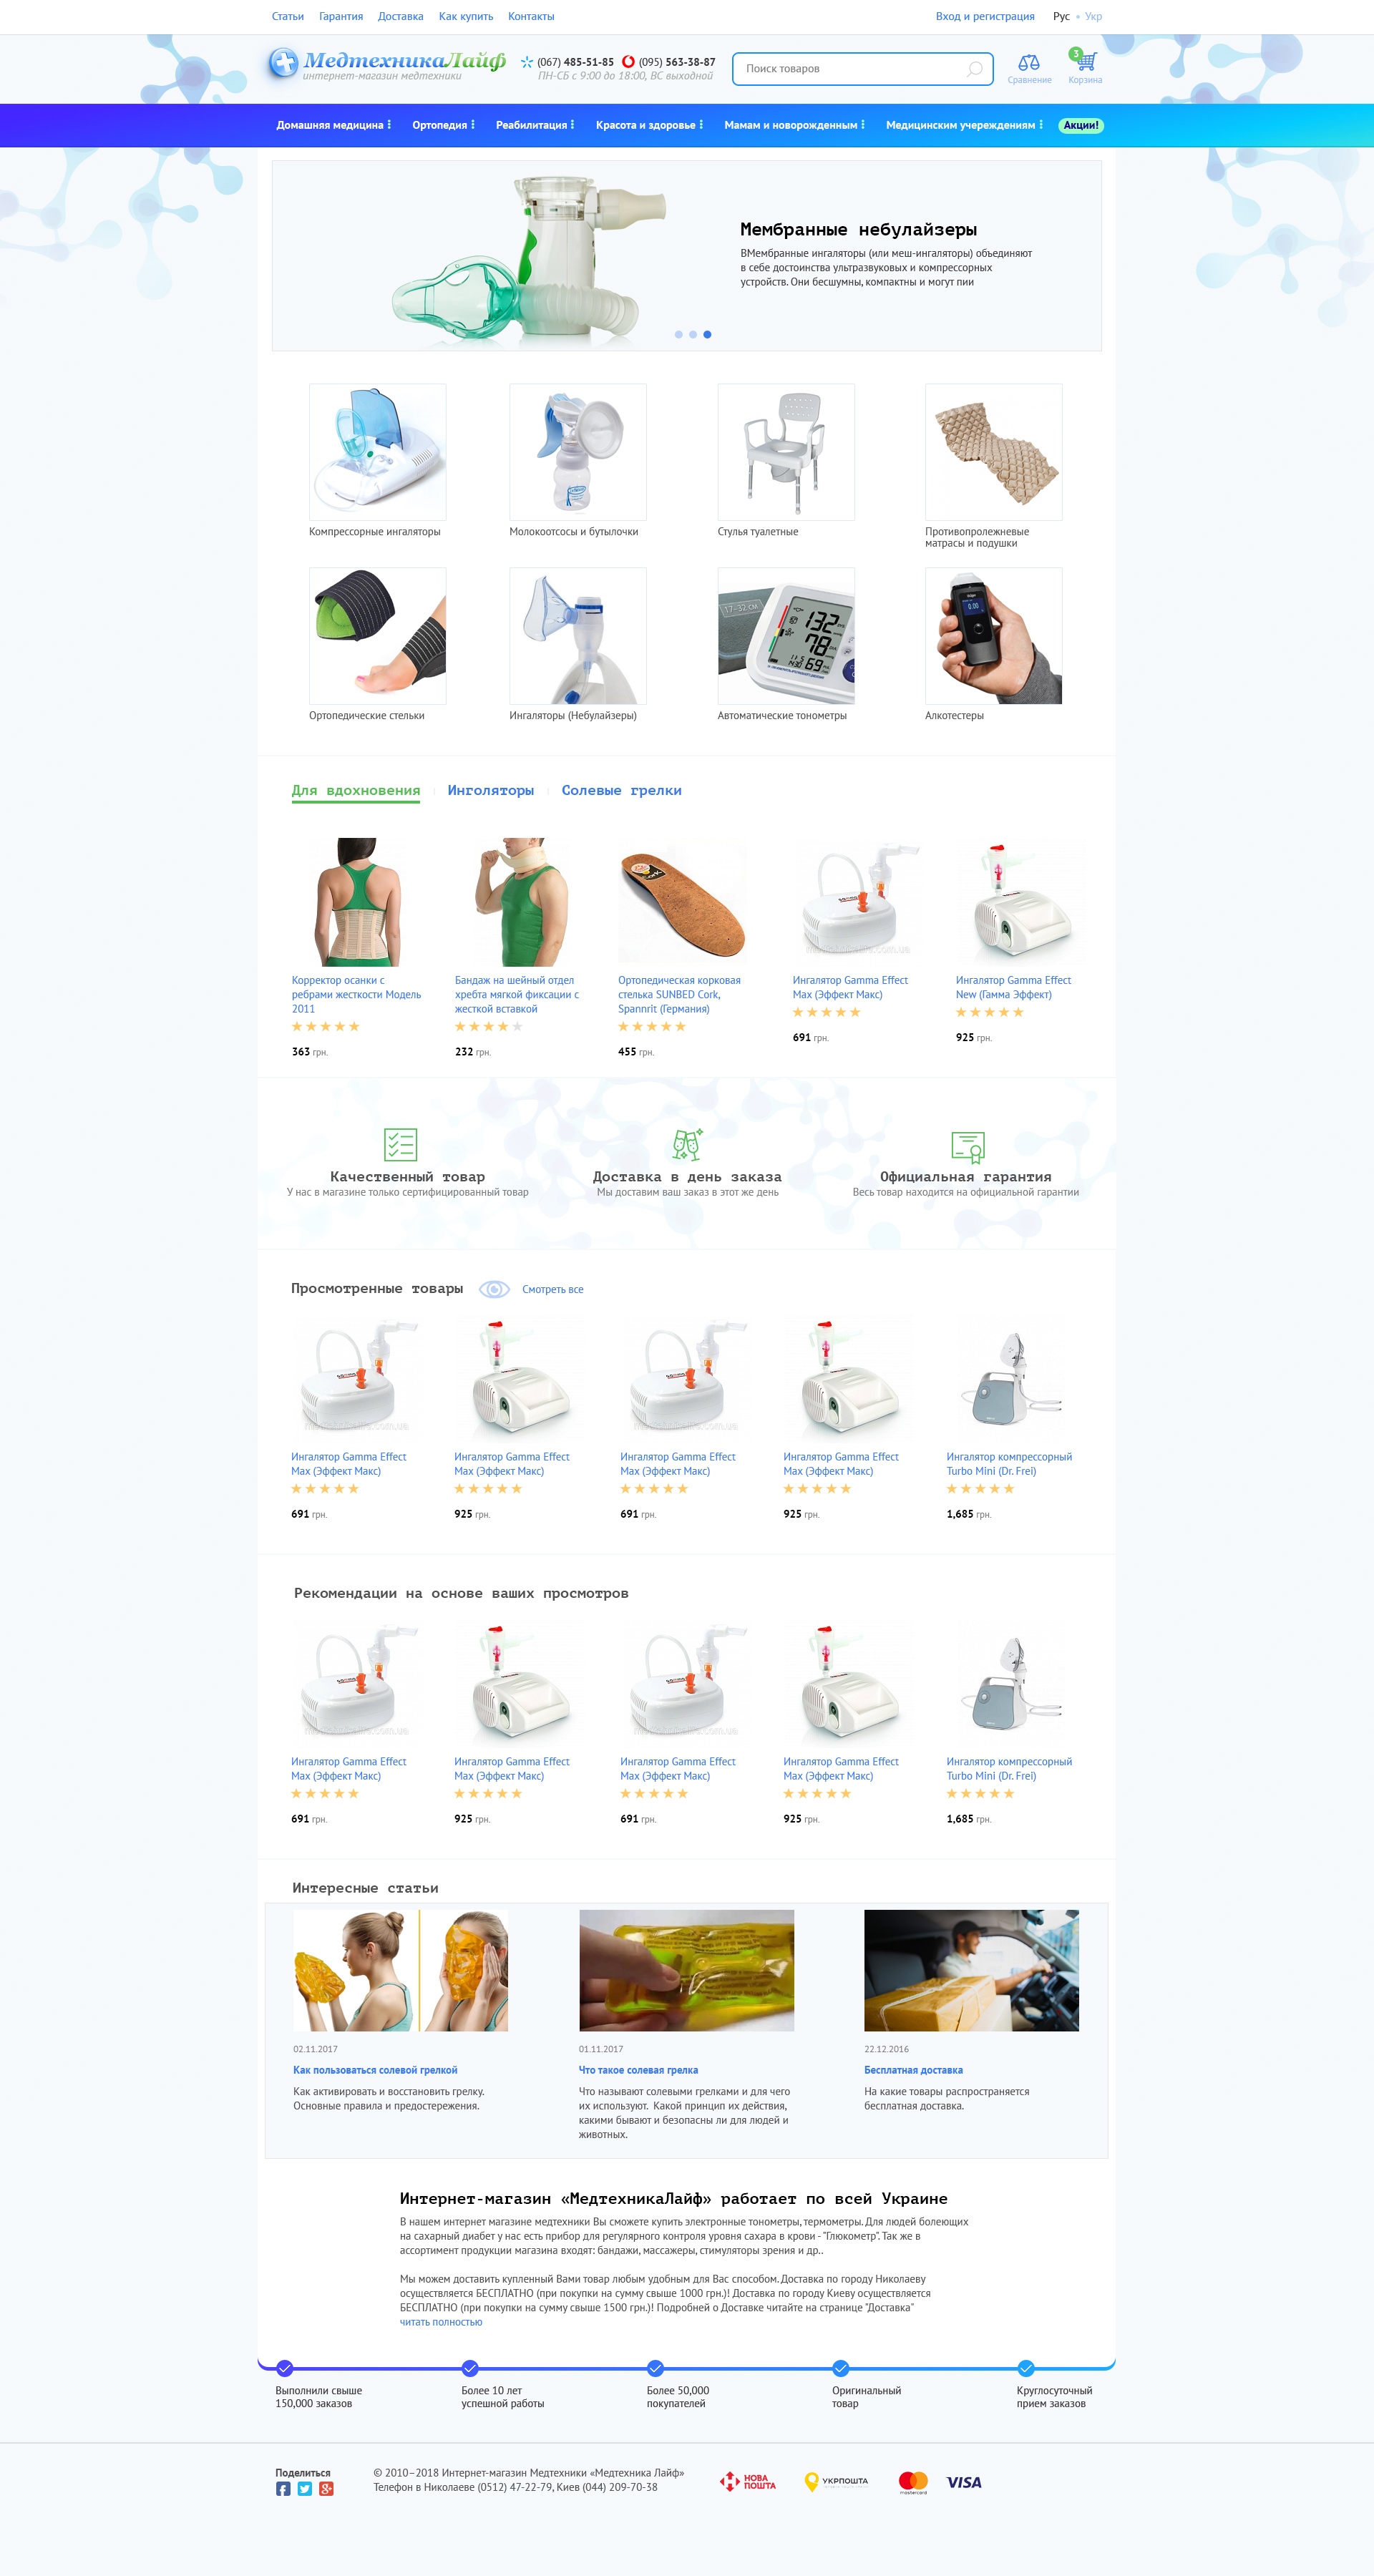 Статьи Гарантия Доставка Как купить Контакты Вход и регистрация Рус • Укр
МедтехникаЛайф
интернет-магазин медтехники
(067) 485-51-85 (095) 563-38-87
ПН-СБ с 9:00 до 18:00, ВС выходной
Поиск товаров
3
Сравнение Корзина
Домашняя медицина Ортопедия Реабилитация Красота и здоровье Мамам и новорожденным Медицинским учереждениям Акции!
Мембранные небулайзеры
ВМембранные ингаляторы (или меш-ингаляторы) объединяют
в себе достоинства ультразвуковых и компрессорных
устройств. Они бесшумны, компактны и могут пии
Компрессорные ингаляторы Молокоотсосы и бутылочки Стулья туалетные Противопролежневые
матрасы и подушки
17-32 CM
132
78
69
0.00
Ортопедические стельки Ингаляторы (Небулайзеры) Автоматические тонометры Алкотестеры
Для вдохновения Инголяторы Солевые грелки
Корректор осанки с
ребрами жесткости Модель
2011
363 грн.
Бандаж на шейный отдел
хребта мягкой фиксации с
жесткой вставкой
232 грн.
Ортопедическая корковая
стелька SUNBED Cork,
Spannrit (Германия)
455 грн.
Ингалятор Gamma Effect
Max (Эффект Макс)
691 грн.
Ингалятор Gamma Effect
New (Гамма Эффект)
925 грн.
Качественный товар
У нас в магазине только сертифицированный товар
Доставка в день заказа
Мы доставим ваш заказ в этот же день
Официальная гарантия
Весь товар находится на официальной гарантии
Просмотренные товары Смотреть все
Ингалятор Gamma Effect
Max (Эффект Макс)
691 грн.
Ингалятор Gamma Effect
Max (Эффект Макс)
925 грн.
Ингалятор Gamma Effect
Max (Эффект Макс)
691 грн.
Ингалятор Gamma Effect
Max (Эффект Макс)
925 грн.
Ингалятор компрессорный
Turbo Mini (Dr. Frei)
1,685 грн.
Рекомендации на основе ваших просмотров
Ингалятор Gamma Effect
Max (Эффект Макс)
691 грн.
Ингалятор Gamma Effect
Max (Эффект Макс)
925 грн.
Ингалятор Gamma Effect
Max (Эффект Макс)
691 грн.
Ингалятор Gamma Effect
Max (Эффект Макс)
925 грн.
Ингалятор компрессорный
Turbo Mini (Dr. Frei)
1,685 грн.
Интересные статьи
02.11.2017
Как пользоваться солевой грелкой
Как активировать и восстановить грелку.
Основные правила и предостережения.
01.11.2017
Что такое солевая грелка
Что называют солевыми грелками и для чего
их используют. Какой принцип их действия,
какими бывают и безопасны ли для людей и
животных.
22.12.2016
Бесплатная доставка
На какие товары распространяется
бесплатная доставка.
Интернет-магазин «МедтехникаЛайф» работает по всей Украине
В нашем интернет магазине медтехники Вы сможете купить электронные тонометры, термометры. Для людей болеющих
на сахарный диабет у нас есть прибор для регулярного контроля уровня сахара в крови - "Глюкометр". Так же в
ассортимент продукции магазина входят: бандажи, массажеры, стимуляторы зрения и др..
Мы можем доставить купленный Вами товар любым удобным для Вас способом. Доставка по городу Николаеву
осуществляется БЕСПЛАТНО (при покупки на сумму свыше 1000 грн.)! Доставка по городу Киеву осуществляется
БЕСПЛАТНО (при покупки на сумму свыше 1500 грн.)! Подробней о Доставке читайте на странице "Доставка"
читать полностью
Выполнили свыше
150,000 заказов
Более 10 лет
успешной работы
Более 50,000
покупателей
Оригинальный
товар
Круглосуточный
прием заказов
Поделиться
© 2010–2018 Интернет-магазин Медтехники «Медтехника Лайф»
Телефон в Николаеве (0512) 47-22-79, Киев (044) 209-70-38
НОВА
ПОШТА
УКРПОШТА
mastercard
VISA